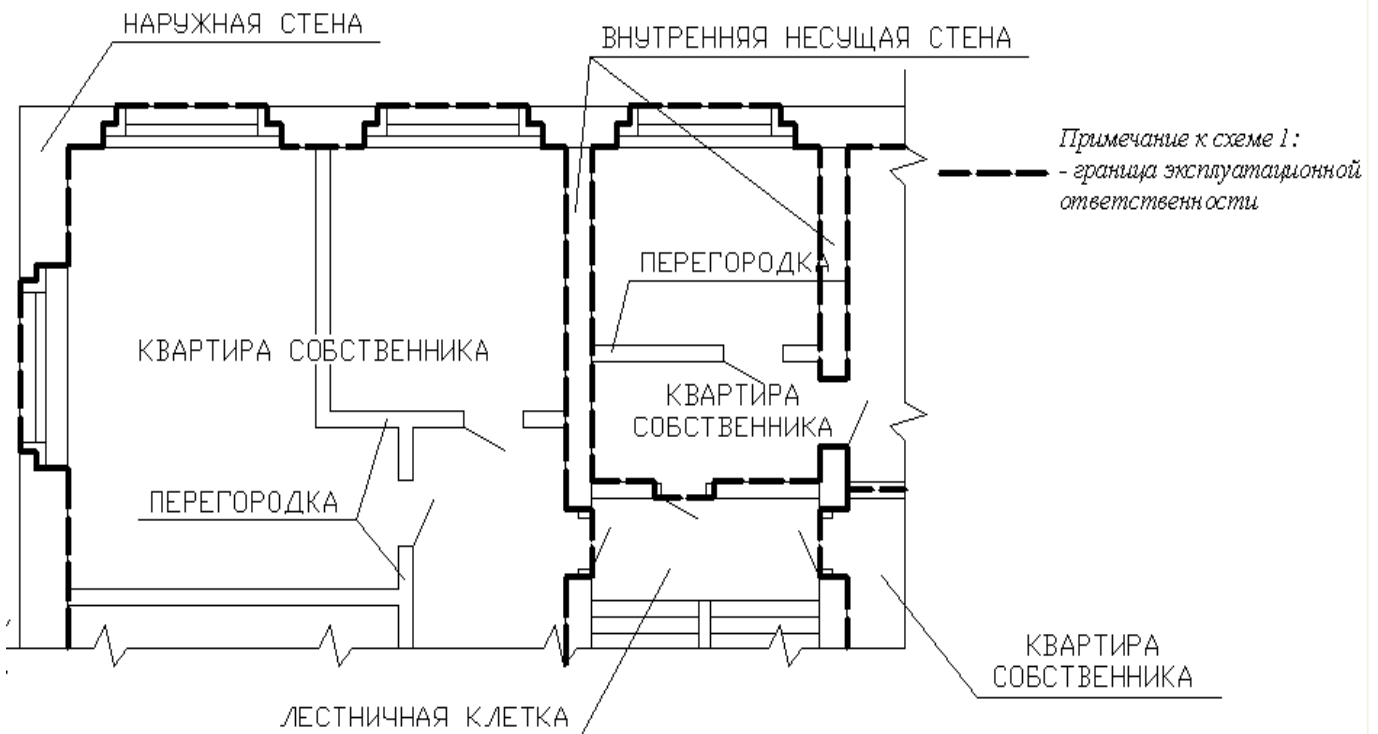 НАРУЖНАЯ СТЕНА
ВНУТРЕННЯЯ НЕСУЩАЯ СТЕНА
Примечание к схеме 1:
- граница эксплуатационной
ответственности
ПЕРЕГОРОДКА
КВАРТИРА СОБСТВЕННИКА
КВАРТИРА
СОБСТВЕННИКА
ПЕРЕГОРОДКА
КВАРТИРА
СОБСТВЕННИКА
ЛЕСТНИЧНАЯ КЛЕТКА